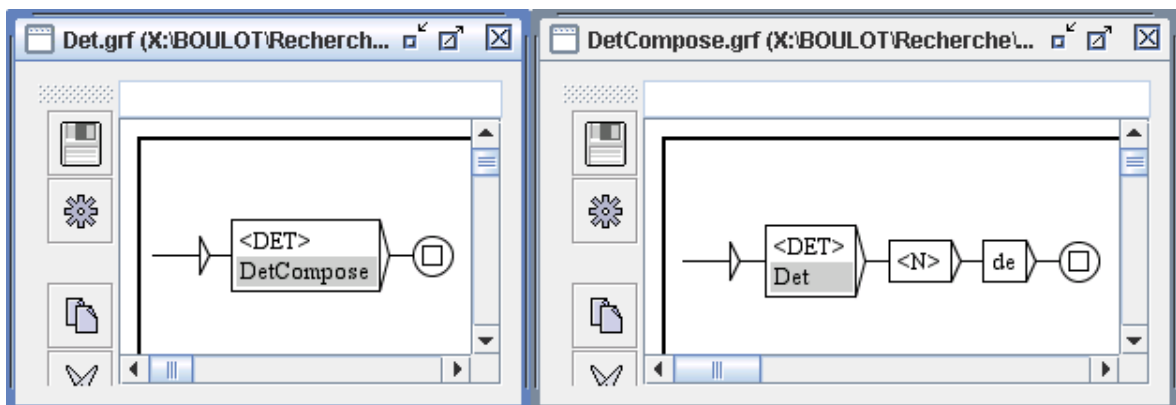 Det.grf (X:\BOULOT\Recherch...
<DET>
DetCompose
DetCompose.grf (X:\BOULOT\Recherche\...
<DET>
Det
<N>
de